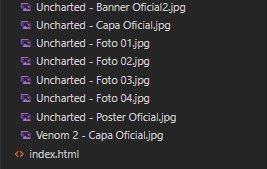 Uncharted - Banner Oficial2.jpg
Uncharted - Capa Oficial.jpg
Uncharted - Foto 01.jpg
Uncharted - Foto 02.jpg
Uncharted - Foto 03.jpg
Uncharted - Foto 04.jpg
Uncharted - Poster Oficial.jpg
Venom 2 - Capa Oficial.jpg
<> index.html